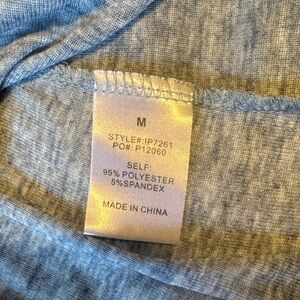 M
STYLE#:IP7261
PO#: P12060
SELF:
95% POLYESTER
5%SPANDEX
MADE IN CHINA